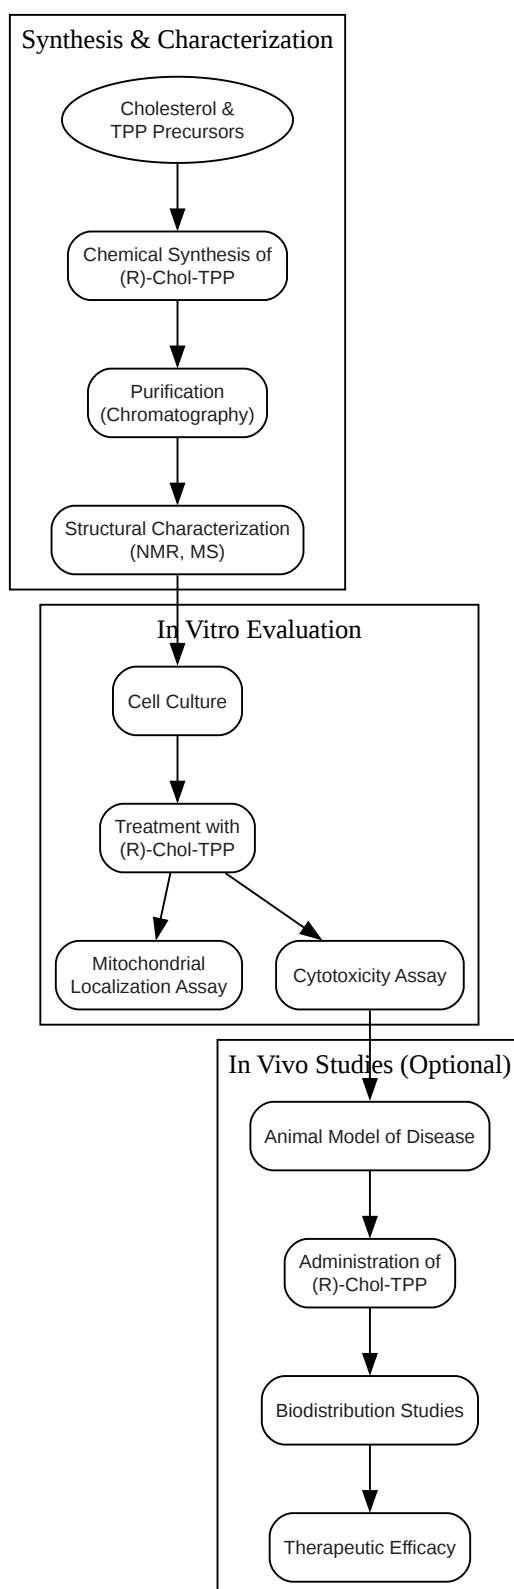 Synthesis & Characterization
Cholesterol &
TPP Precursors
Chemical Synthesis of
(R)-Chol-TPP
Purification
(Chromatography)
Structural Characterization
(NMR, MS)
In Vitro Evaluation
Cell Culture
Treatment with
(R)-Chol-TPP
Mitochondrial
Localization Assay
Cytotoxicity Assay
In Vivo Studies (Optional)
Animal Model of Disease
Administration of
(R)-Chol-TPP
Biodistribution Studies
Therapeutic Efficacy